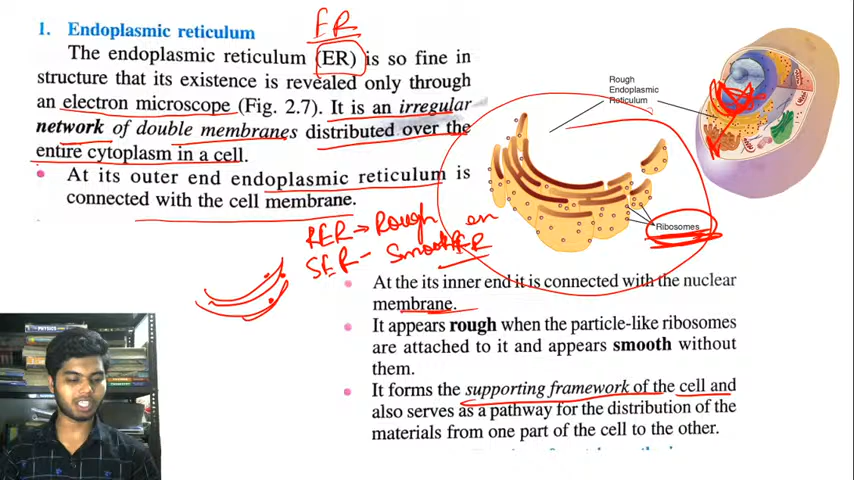 ER
1. Endoplasmic reticulum
The endoplasmic reticulum (ER) is so fine in
structure that its existence is revealed only through
an electron microscope (Fig. 2.7). It is an irregular
network of double membranes distributed over the
entire cytoplasm in a cell.
• At its outer end endoplasmic reticulum is
connected with the cell membrane.
Rough
Endoplasmic
Reticulum
Ribosomes
RER → Rough en
SER - Smooth ER
• At the its inner end it is connected with the nuclear
membrane.
• It appears rough when the particle-like ribosomes
are attached to it and appears smooth without
them.
• It forms the supporting framework of the cell and
also serves as a pathway for the distribution of the
materials from one part of the cell to the other.